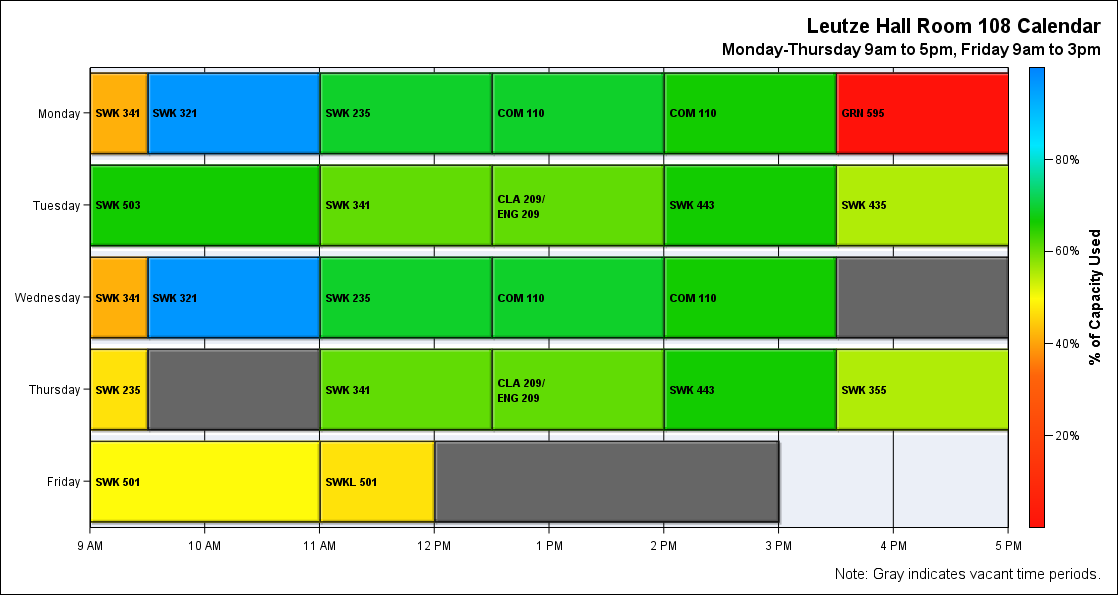 Leutze Hall Room 108 Calendar
Monday-Thursday 9am to 5pm, Friday 9am to 3pm
Monday
SWK 341
SWK 321
SWK 235
COM 110
COM 110
GRN 595
Tuesday
SWK 503
SWK 341
CLA 209/
ENG 209
SWK 443
SWK 435
Wednesday
SWK 341
SWK 321
SWK 235
COM 110
COM 110
Thursday
SWK 235
SWK 341
CLA 209/
ENG 209
SWK 443
SWK 355
Friday
SWK 501
SWKL 501
9 AM
10 AM
11 AM
12 PM
1 PM
2 PM
3 PM
4 PM
5 PM
80%
60%
40%
20%
% of Capacity Used
Note: Gray indicates vacant time periods.